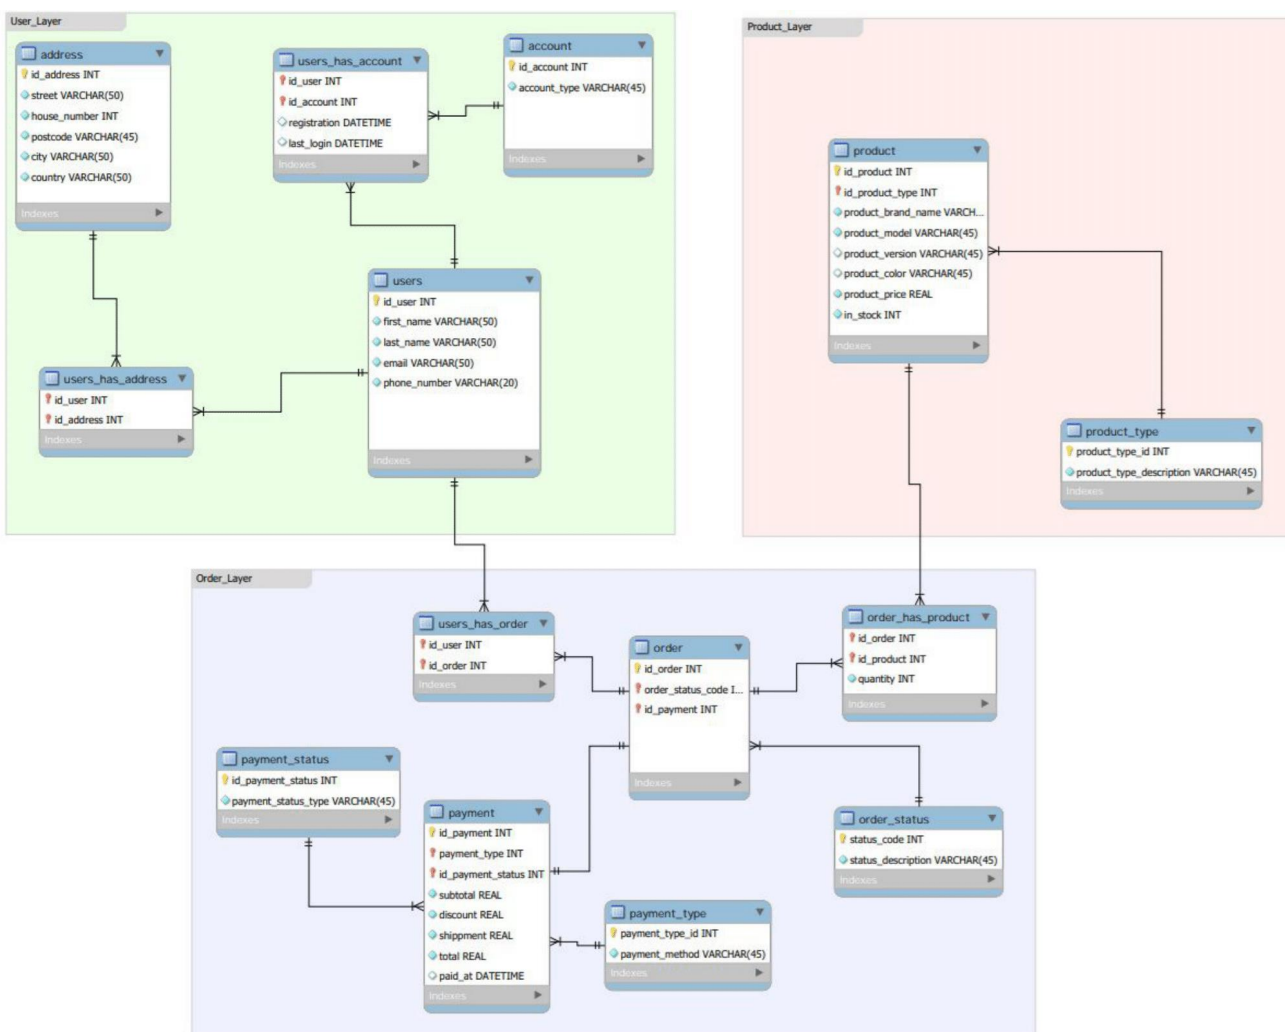 User_Layer
address
id_address INT
street VARCHAR(50)
house_number INT
postcode VARCHAR(45)
city VARCHAR(50)
country VARCHAR(50)
Indexes
users_has_account
id_user INT
id_account INT
registration DATETIME
last_login DATETIME
Indexes
account
id_account INT
account_type VARCHAR(45)
Indexes
users_has_address
id_user INT
id_address INT
Indexes
users
id_user INT
first_name VARCHAR(50)
last_name VARCHAR(50)
email VARCHAR(50)
phone_number VARCHAR(20)
Indexes
Product_Layer
product
id_product INT
id_product_type INT
product_brand_name VARCH...
product_model VARCHAR(45)
product_version VARCHAR(45)
product_color VARCHAR(45)
product_price REAL
in_stock INT
Indexes
product_type
product_type_id INT
product_type_description VARCHAR(45)
Indexes
Order_Layer
users_has_order
id_user INT
id_order INT
Indexes
order
id_order INT
order_status_code I...
id_payment INT
Indexes
order_has_product
id_order INT
id_product INT
quantity INT
Indexes
payment_status
id_payment_status INT
payment_status_type VARCHAR(45)
Indexes
payment
id_payment INT
payment_type INT
id_payment_status INT
subtotal REAL
discount REAL
shippment REAL
total REAL
paid_at DATETIME
Indexes
payment_type
payment_type_id INT
payment_method VARCHAR(45)
Indexes
order_status
status_code INT
status_description VARCHAR(45)
Indexes